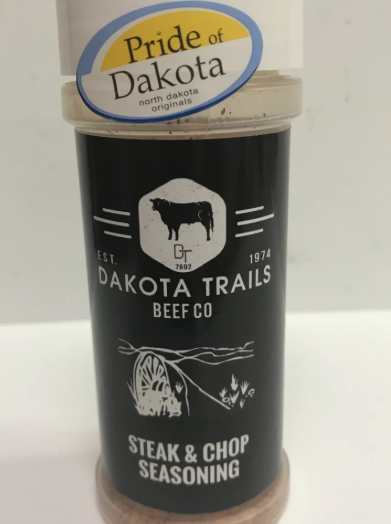 Pride of
Dakota
north dakota
originals
DT
7602
EST. 1974
DAKOTA TRAILS
BEEF CO
STEAK & CHOP
SEASONING